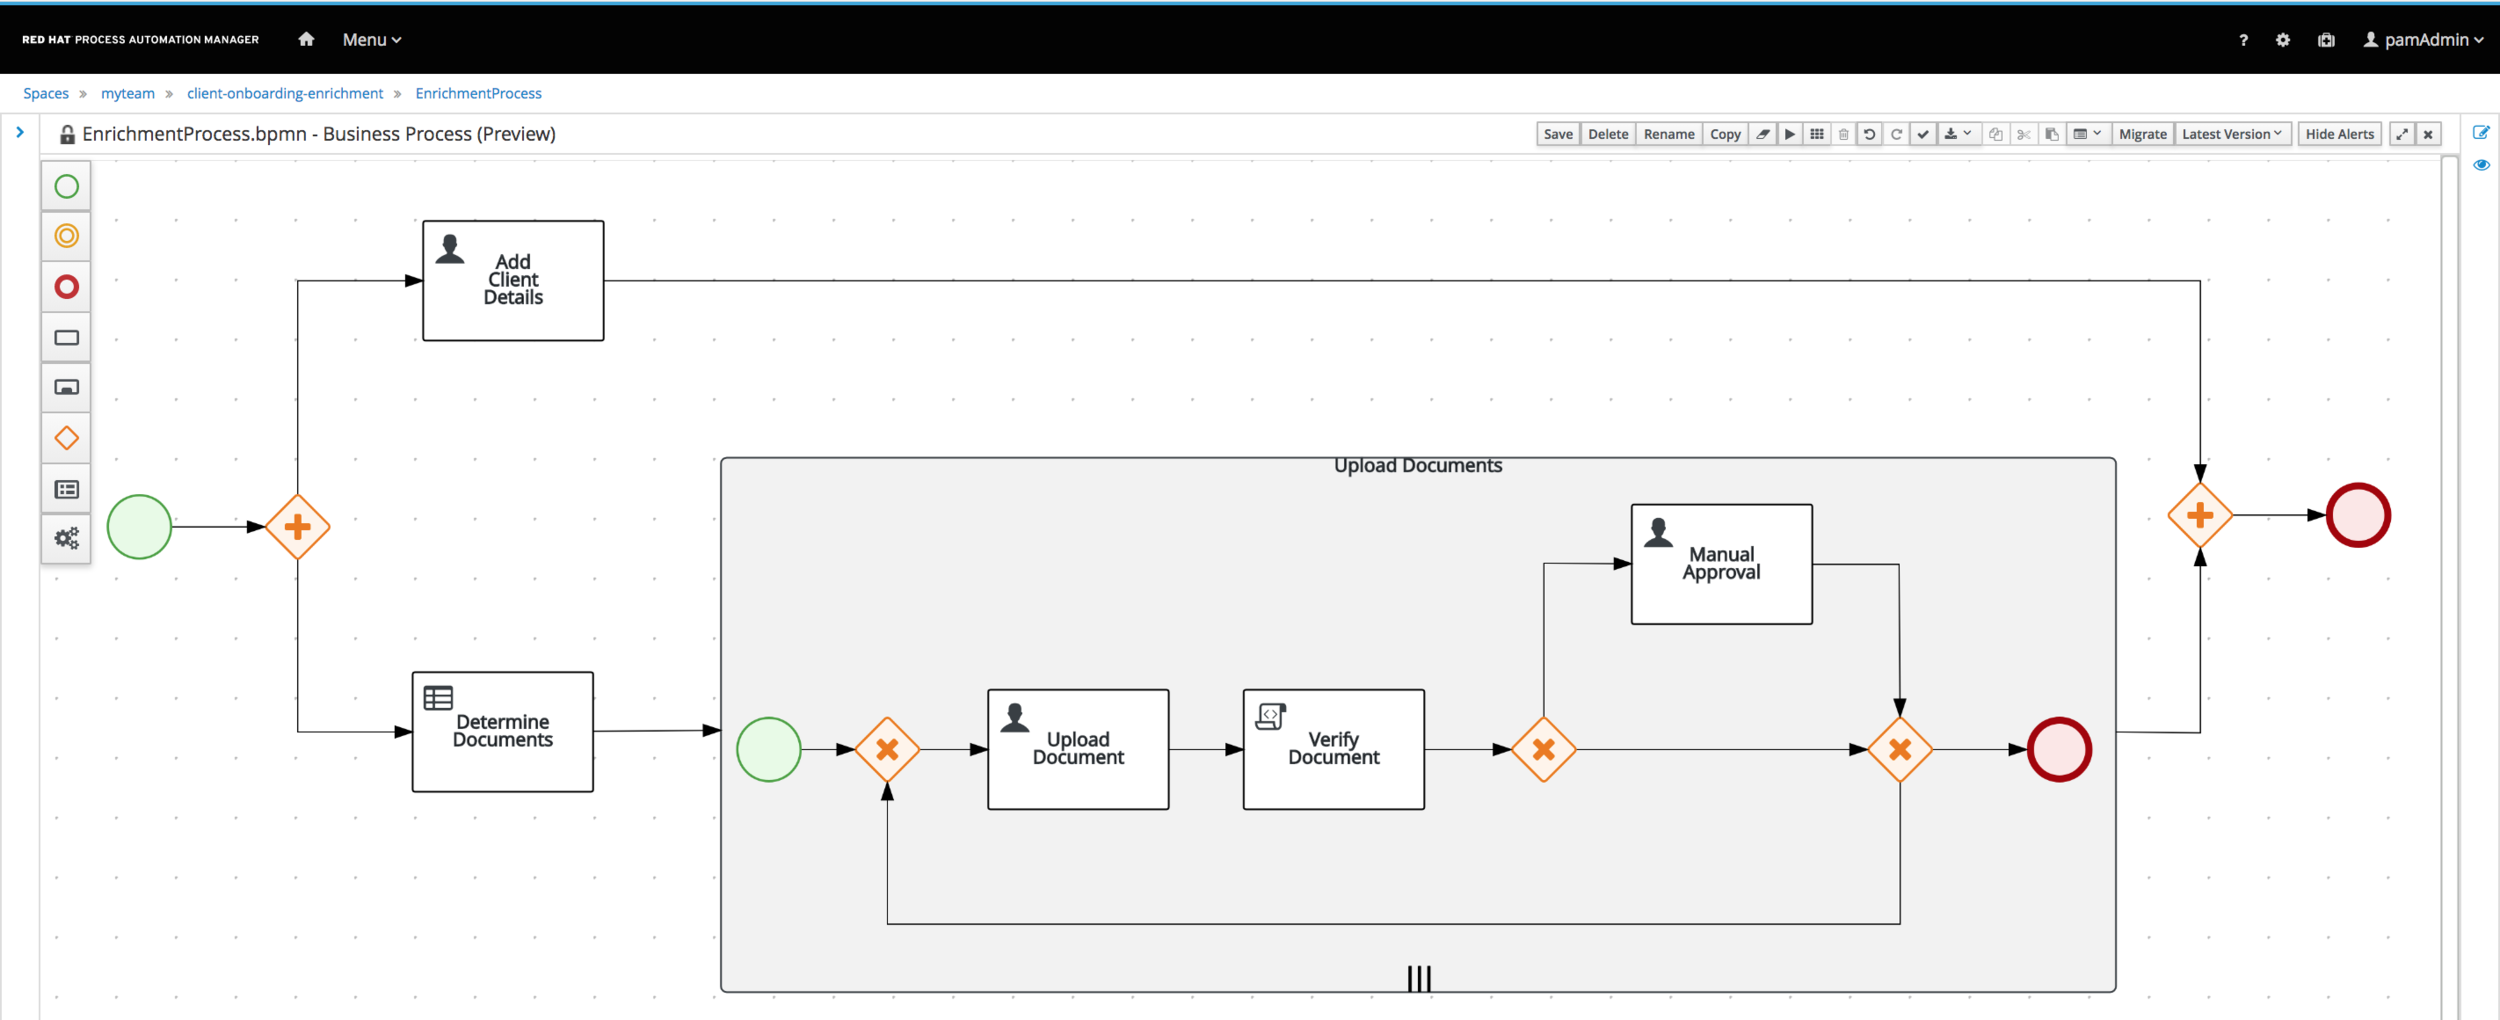 RED HAT PROCESS AUTOMATION MANAGER
Menu
?
pamAdmin
Spaces » myteam » client-onboarding-enrichment » EnrichmentProcess
EnrichmentProcess.bpmn - Business Process (Preview)
Save
Delete
Rename
Copy
Migrate
Latest Version
Hide Alerts
Add
Client
Details
Upload Documents
Manual
Approval
Determine
Documents
Upload
Document
Verify
Document